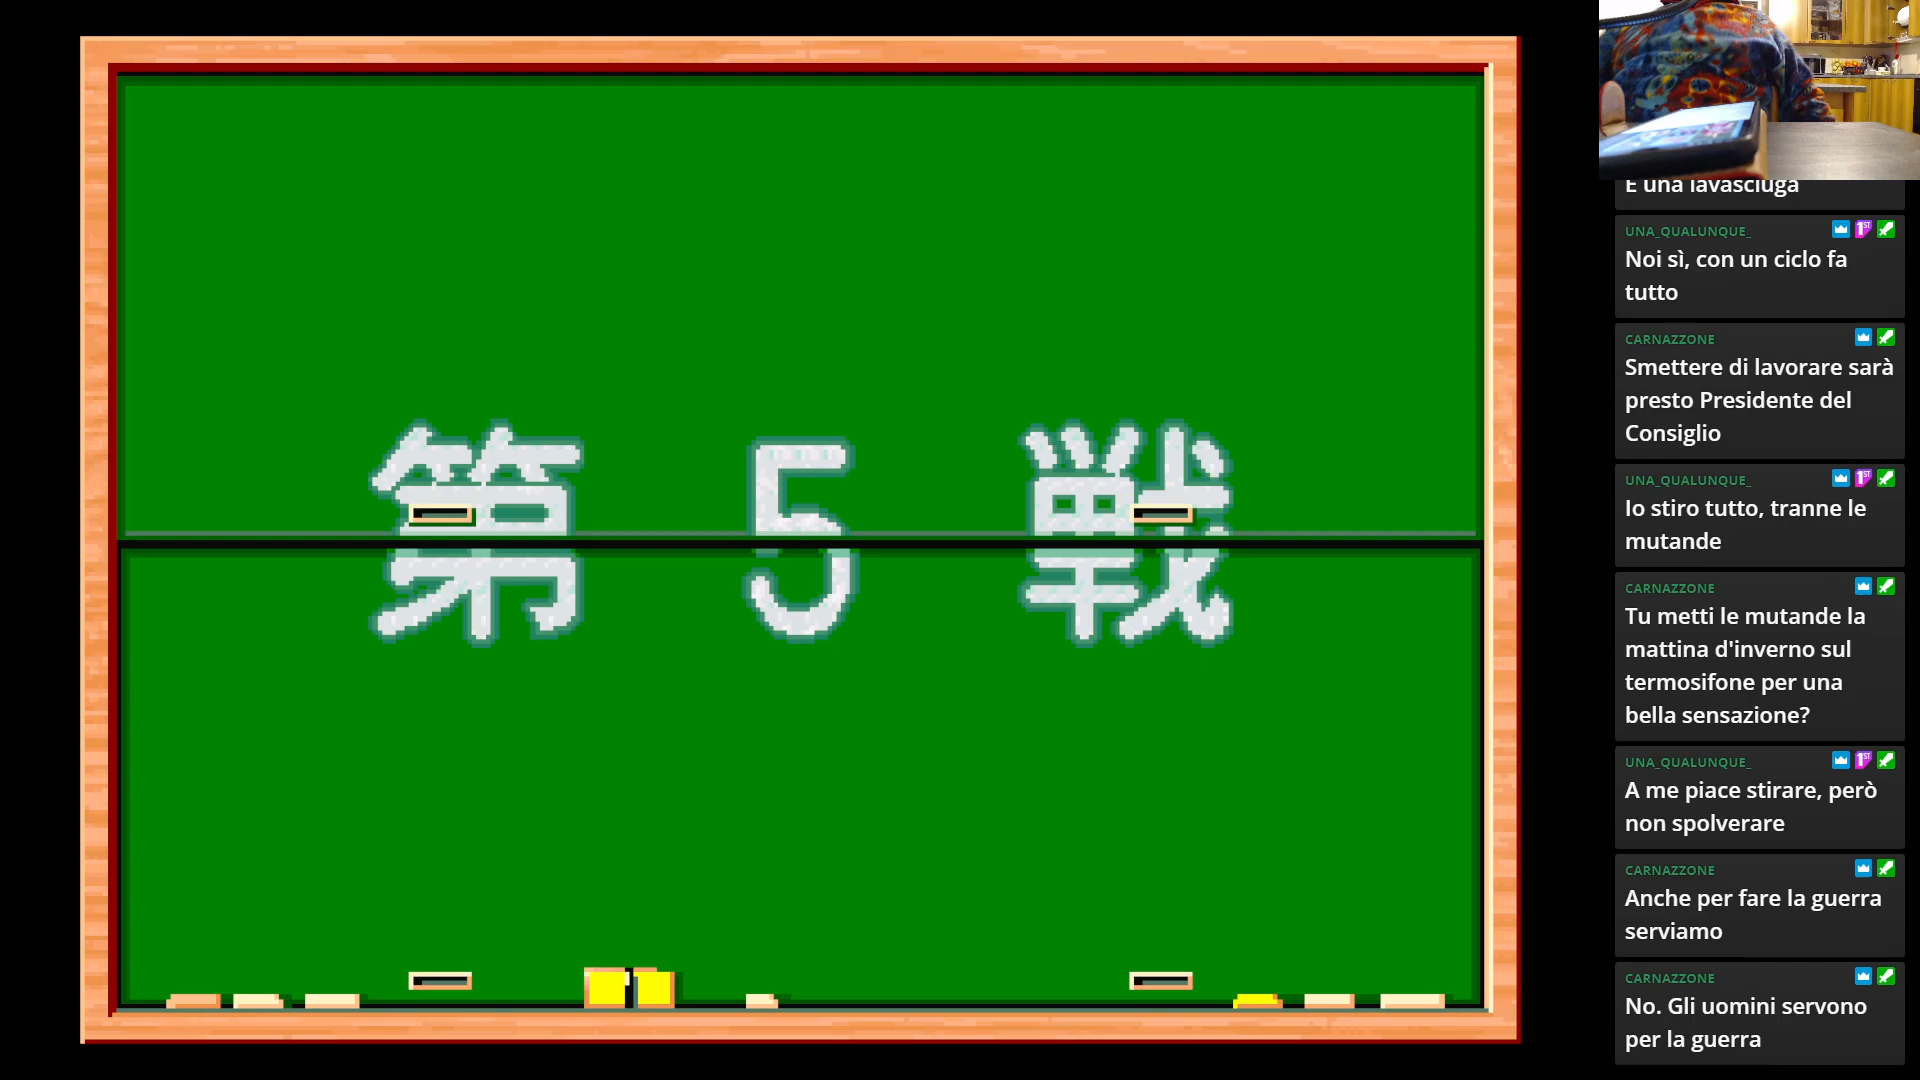 第 5 戦
E una lavasciuga
UNA_QUALUNQUE_
Noi sì, con un ciclo fa
tutto
CARNAZZONE
Smettere di lavorare sarà
presto Presidente del
Consiglio
UNA_QUALUNQUE_
Io stiro tutto, tranne le
mutande
CARNAZZONE
Tu metti le mutande la
mattina d'inverno sul
termosifone per una
bella sensazione?
UNA_QUALUNQUE_
A me piace stirare, però
non spolverare
CARNAZZONE
Anche per fare la guerra
serviamo
CARNAZZONE
No. Gli uomini servono
per la guerra